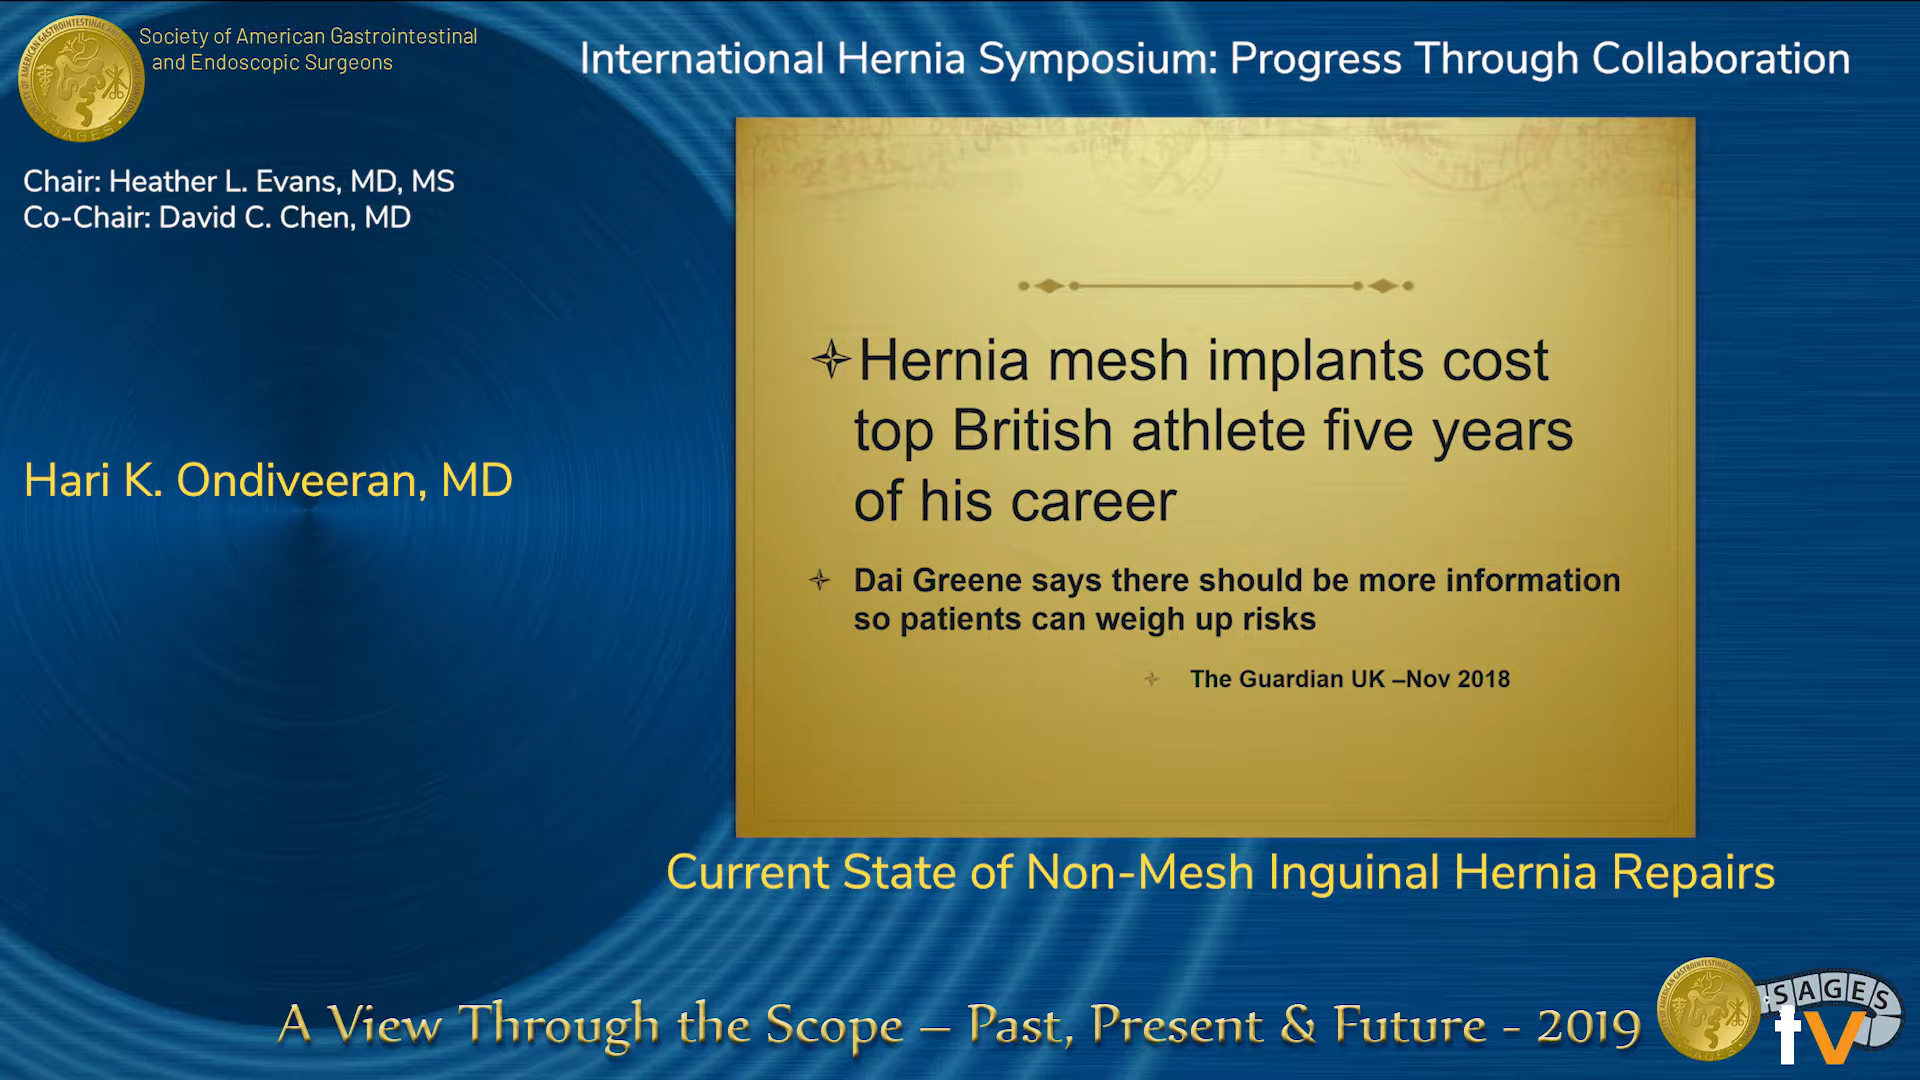 Society of American Gastrointestinal
and Endoscopic Surgeons
International Hernia Symposium: Progress Through Collaboration
Chair: Heather L. Evans, MD, MS
Co-Chair: David C. Chen, MD
Hari K. Ondiveeran, MD
Hernia mesh implants cost
top British athlete five years
of his career
Dai Greene says there should be more information
so patients can weigh up risks
The Guardian UK –Nov 2018
Current State of Non-Mesh Inguinal Hernia Repairs
A View Through the Scope – Past, Present & Future - 2019
SAGES
tv